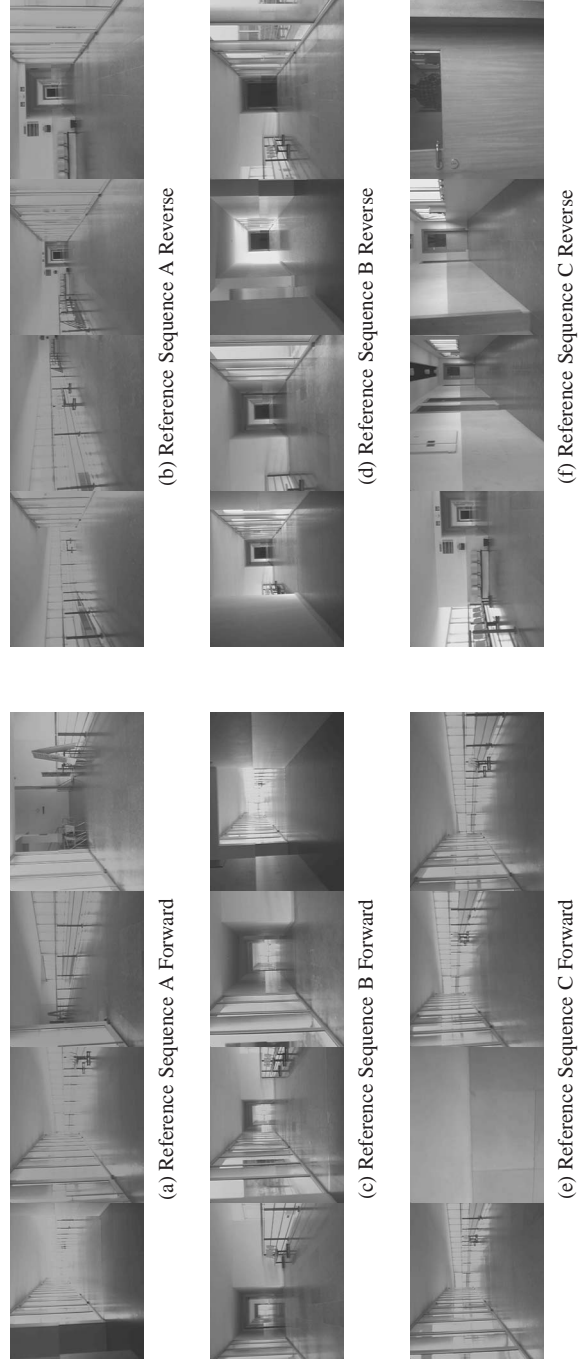 (a) Reference Sequence A Forward
(b) Reference Sequence A Reverse
(c) Reference Sequence B Forward
(d) Reference Sequence B Reverse
(e) Reference Sequence C Forward
(f) Reference Sequence C Reverse